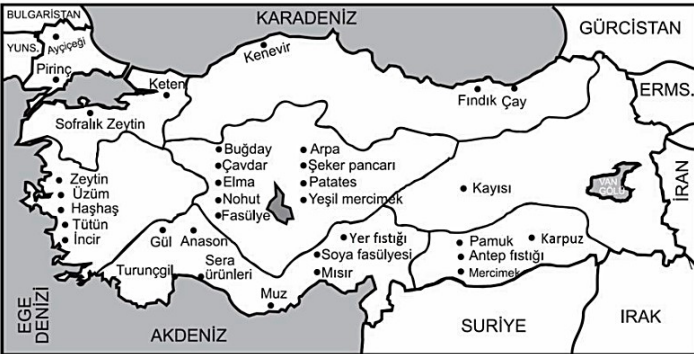 BULGARİSTAN
KARADENİZ
GÜRCİSTAN
YUNS.
Ayçiçeği
Kenevir
Pirinç
Keten
Fındık
Çay
ERMS.
Sofralık Zeytin
Buğday
Arpa
Çavdar
Şeker pancarı
Elma
Patates
Nohut
Yeşil mercimek
Fasülye
Zeytin
Üzüm
Haşhaş
Tütün
İncir
Kayısı
VAN
GÖLÜ
İRAN
Gül
Anason
Yer fıstığı
Pamuk
Karpuz
Soya fasülyesi
Antep fıstığı
Turunçgil
Sera
ürünleri
Mısır
Mercimek
Muz
EGE
DENİZİ
AKDENİZ
SURİYE
IRAK